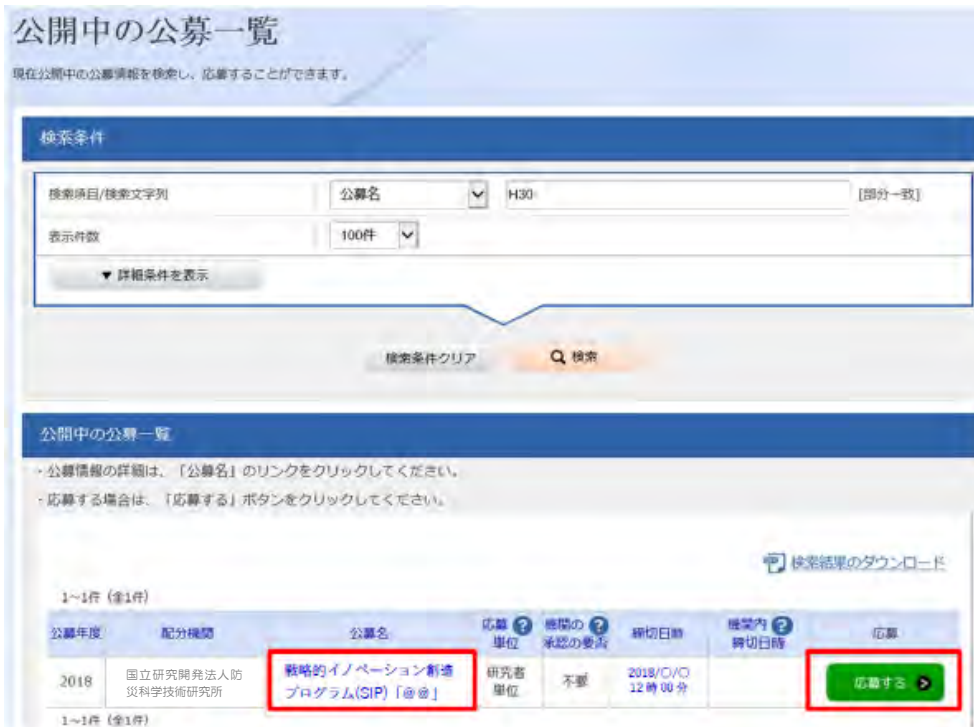 公開中の公募一覧
現在公開中の公募情報を検索し、応募することができます。
検索条件
検索項目/検索文字列 公募名 H30 [部分一致]
表示件数 100件
▼ 詳細条件を表示
検索条件クリア 検索
公開中の公募一覧
・公募情報の詳細は、「公募名」のリンクをクリックしてください。
・応募する場合は、「応募する」ボタンをクリックしてください。
検索結果のダウンロード
1~1件 (全1件)
公募年度 配分機関 公募名 応募単位 機関の承認の要否 締切日時 機関内締切日時 応募
2018 国立研究開発法人防災科学技術研究所 戦略的イノベーション創造プログラム(SIP)「@@」 研究者単位 不要 2018/○/○ 12時00分 応募する
1~1件 (全1件)